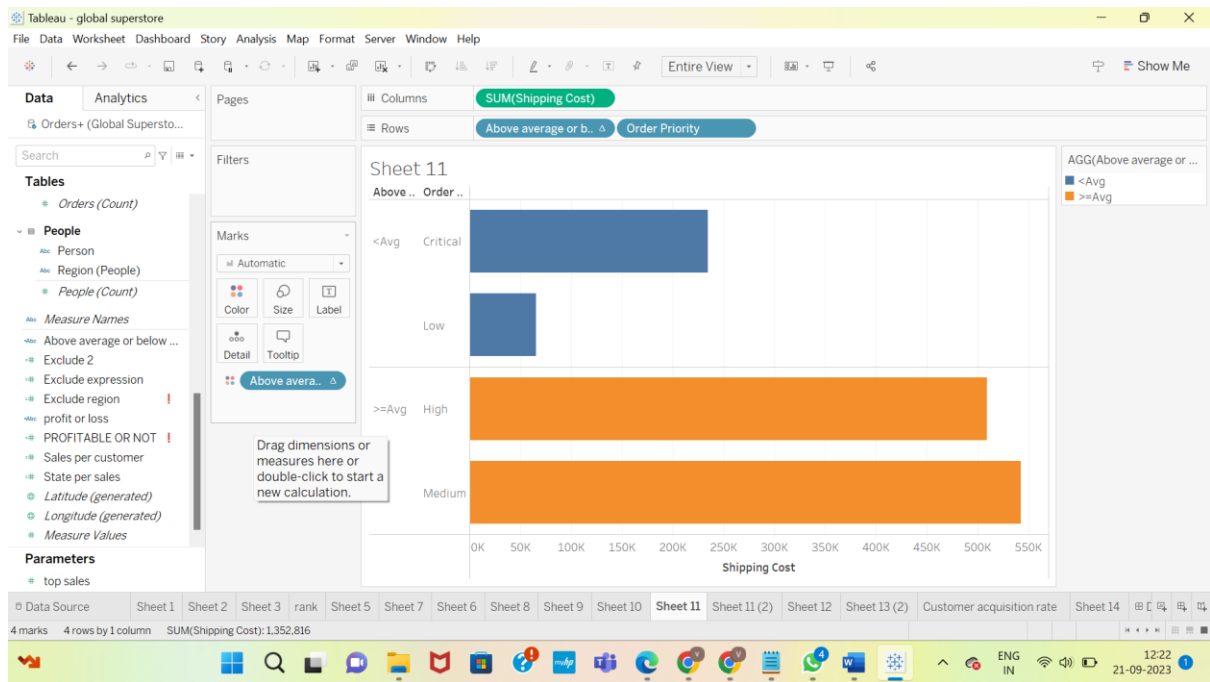 Tableau - global superstore
File Data Worksheet Dashboard Story Analysis Map Format Server Window Help
Entire View
Show Me
Data Analytics
Orders+ (Global Supersto...
Search
Tables
Orders (Count)
People
Abc Person
Abc Region (People)
People (Count)
Abc Measure Names
Abc Above average or below ...
Exclude 2
Exclude expression
Exclude region !
Abc profit or loss
PROFITABLE OR NOT !
Sales per customer
State per sales
Latitude (generated)
Longitude (generated)
Measure Values
Parameters
top sales
Pages
Filters
Marks
Automatic
Color Size Label
Detail Tooltip
Above avera..
Drag dimensions or
measures here or
double-click to start a
new calculation.
Columns SUM(Shipping Cost)
Rows Above average or b.. Order Priority
Sheet 11
Above .. Order ..
<Avg Critical
Low
>=Avg High
Medium
0K 50K 100K 150K 200K 250K 300K 350K 400K 450K 500K 550K
Shipping Cost
AGG(Above average or ...
<Avg
>=Avg
Data Source Sheet 1 Sheet 2 Sheet 3 rank Sheet 5 Sheet 7 Sheet 6 Sheet 8 Sheet 9 Sheet 10 Sheet 11 Sheet 11 (2) Sheet 12 Sheet 13 (2) Customer acquisition rate Sheet 14
4 marks 4 rows by 1 column SUM(Shipping Cost): 1,352,816
myhp
4
W
ENG
IN
12:22
21-09-2023
1